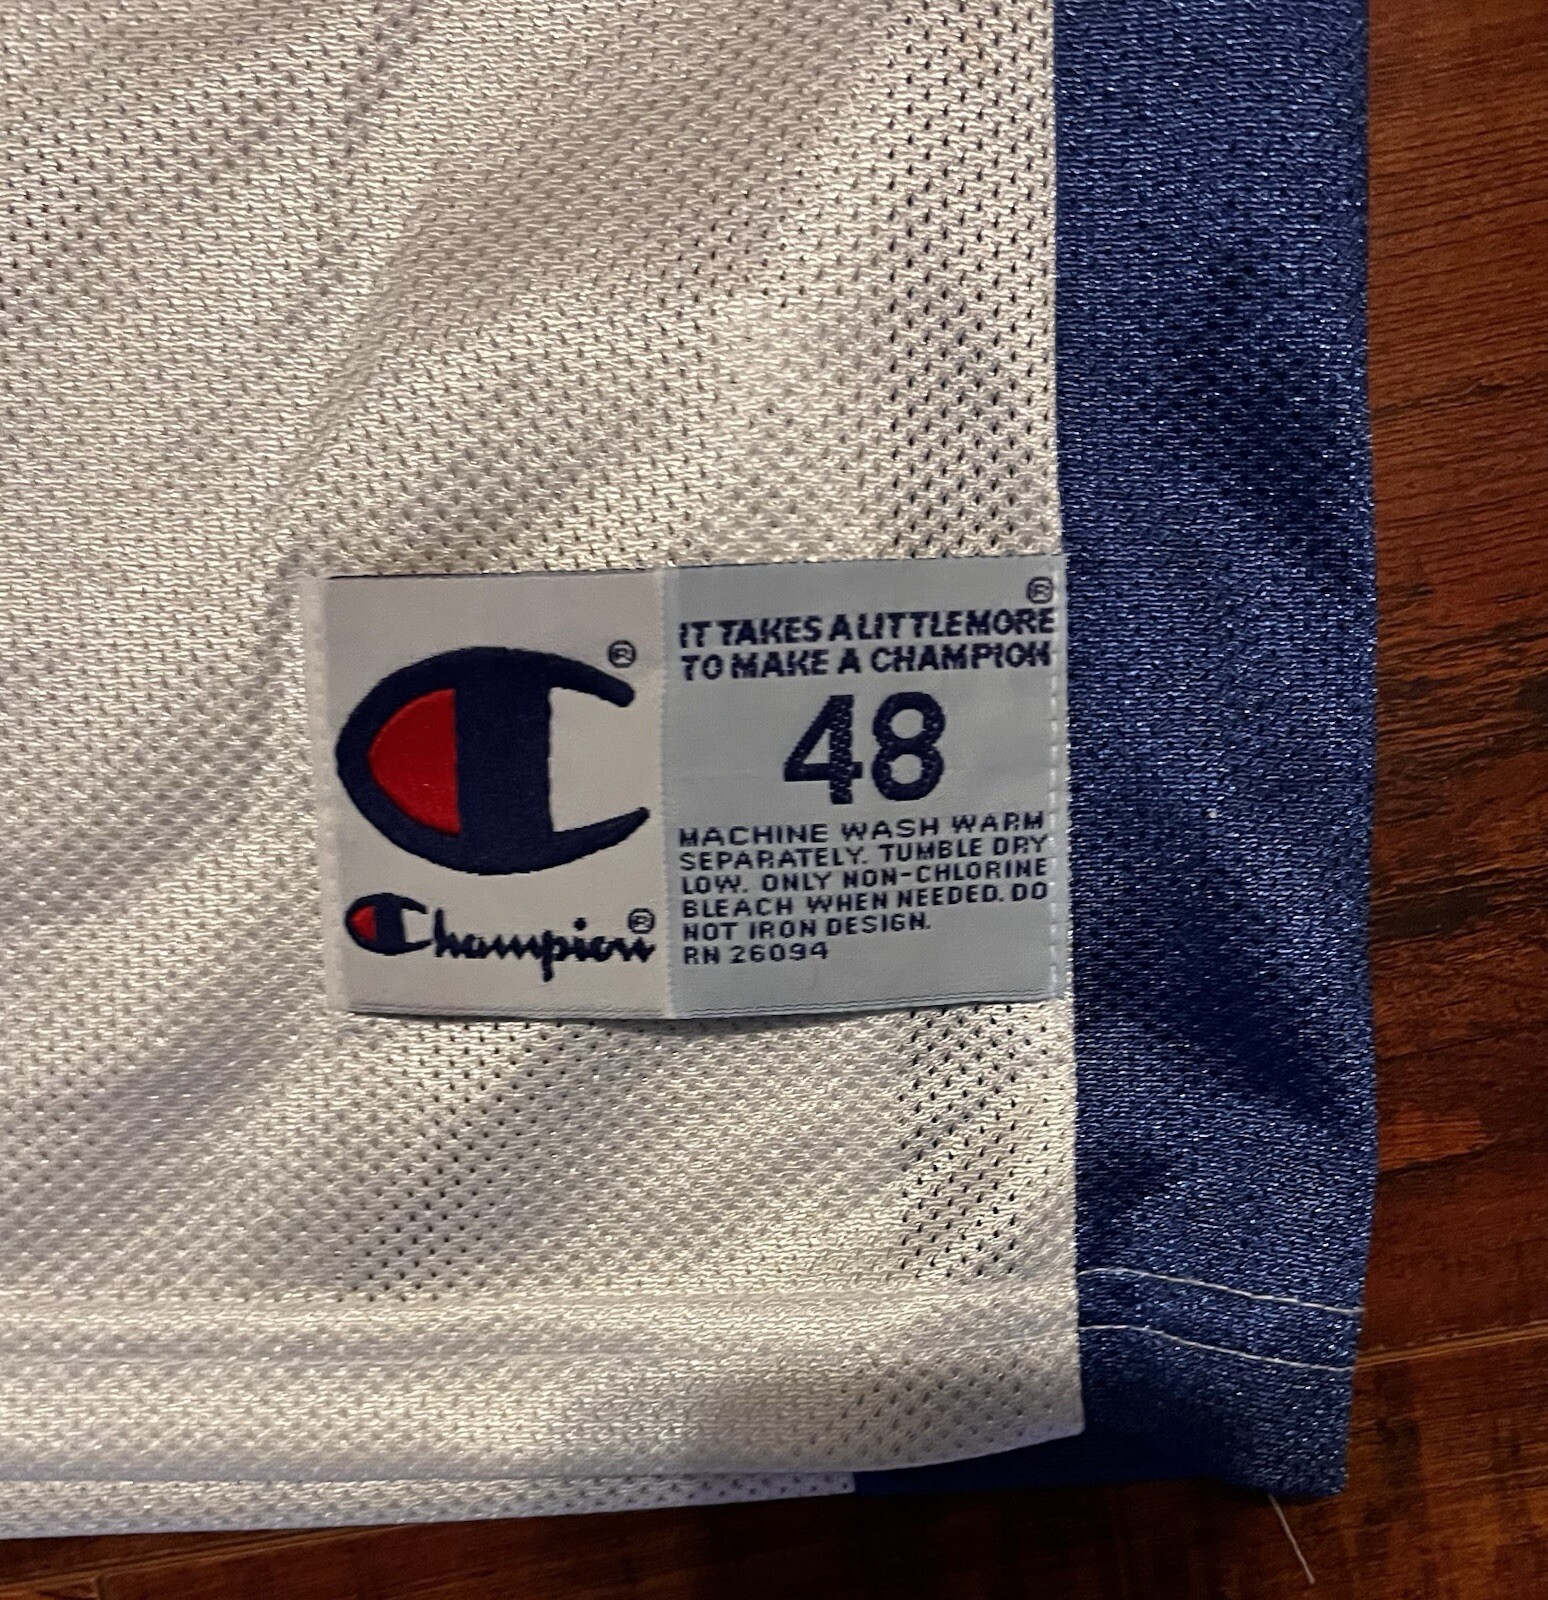 Champion®
®
IT TAKES A LITTLE MORE
TO MAKE A CHAMPION
48
MACHINE WASH WARM
SEPARATELY. TUMBLE DRY
LOW. ONLY NON-CHLORINE
BLEACH WHEN NEEDED. DO
NOT IRON DESIGN.
RN 26094